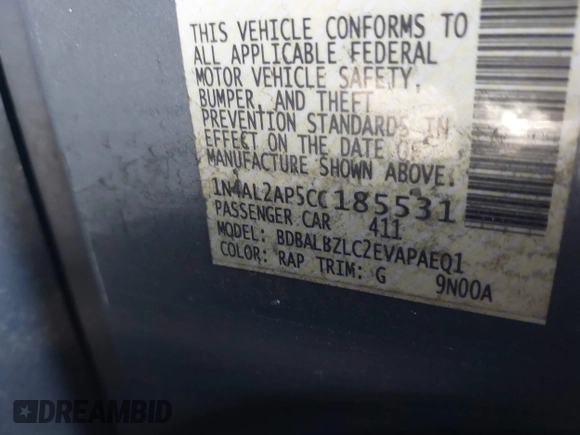 THIS VEHICLE CONFORMS TO
ALL APPLICABLE FEDERAL
MOTOR VEHICLE SAFETY,
BUMPER, AND THEFT
PREVENTION STANDARDS IN
EFFECT ON THE DATE OF
MANUFACTURE SHOWN ABOVE.
1N4AL2AP5CC185531
PASSENGER CAR 411
MODEL: BDBALBZLC2EVAPAEQ1
COLOR: RAP TRIM: G 9N00A
DREAMBID